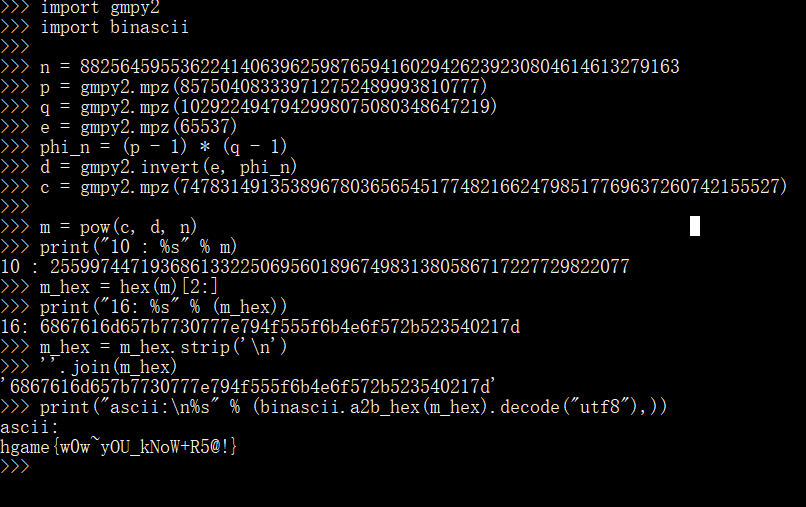 >>> import gmpy2
>>> import binascii
>>>
>>> n = 882564595536224140639625987659416029426239230804614613279163
>>> p = gmpy2.mpz(857504083339712752489993810777)
>>> q = gmpy2.mpz(1029224947942998075080348647219)
>>> e = gmpy2.mpz(65537)
>>> phi_n = (p - 1) * (q - 1)
>>> d = gmpy2.invert(e, phi_n)
>>> c = gmpy2.mpz(747831491353896780365654517748216624798517769637260742155527)
>>>
>>> m = pow(c, d, n)
>>> print("10 : %s" % m)
10 : 2559974471936861332250695601896749831380586717227729822077
>>> m_hex = hex(m)[2:]
>>> print("16: %s" % (m_hex))
16: 6867616d657b7730777e794f555f6b4e6f572b523540217d
>>> m_hex = m_hex.strip('\n')
>>> ''.join(m_hex)
'6867616d657b7730777e794f555f6b4e6f572b523540217d'
>>> print("ascii:\n%s" % (binascii.a2b_hex(m_hex).decode("utf8"),))
ascii:
hgame{w0w~yOU_kNoW+R5@!}
>>>